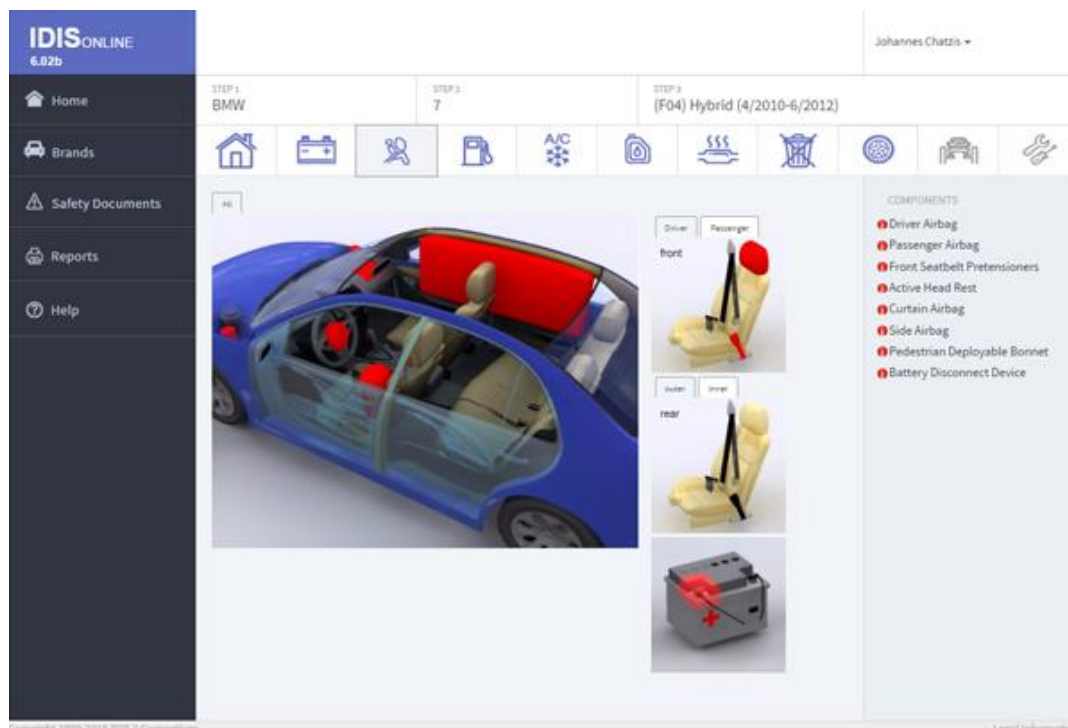 IDIS ONLINE
6.02b
Johannes Chatzis
Home
Brands
Safety Documents
Reports
Help
STEP 1
BMW
STEP 2
7
STEP 3
(F04) Hybrid (4/2010-6/2012)
A/C
All
Driver Passenger
front
outer inner
rear
COMPONENTS
Driver Airbag
Passenger Airbag
Front Seatbelt Pretensioners
Active Head Rest
Curtain Airbag
Side Airbag
Pedestrian Deployable Bonnet
Battery Disconnect Device